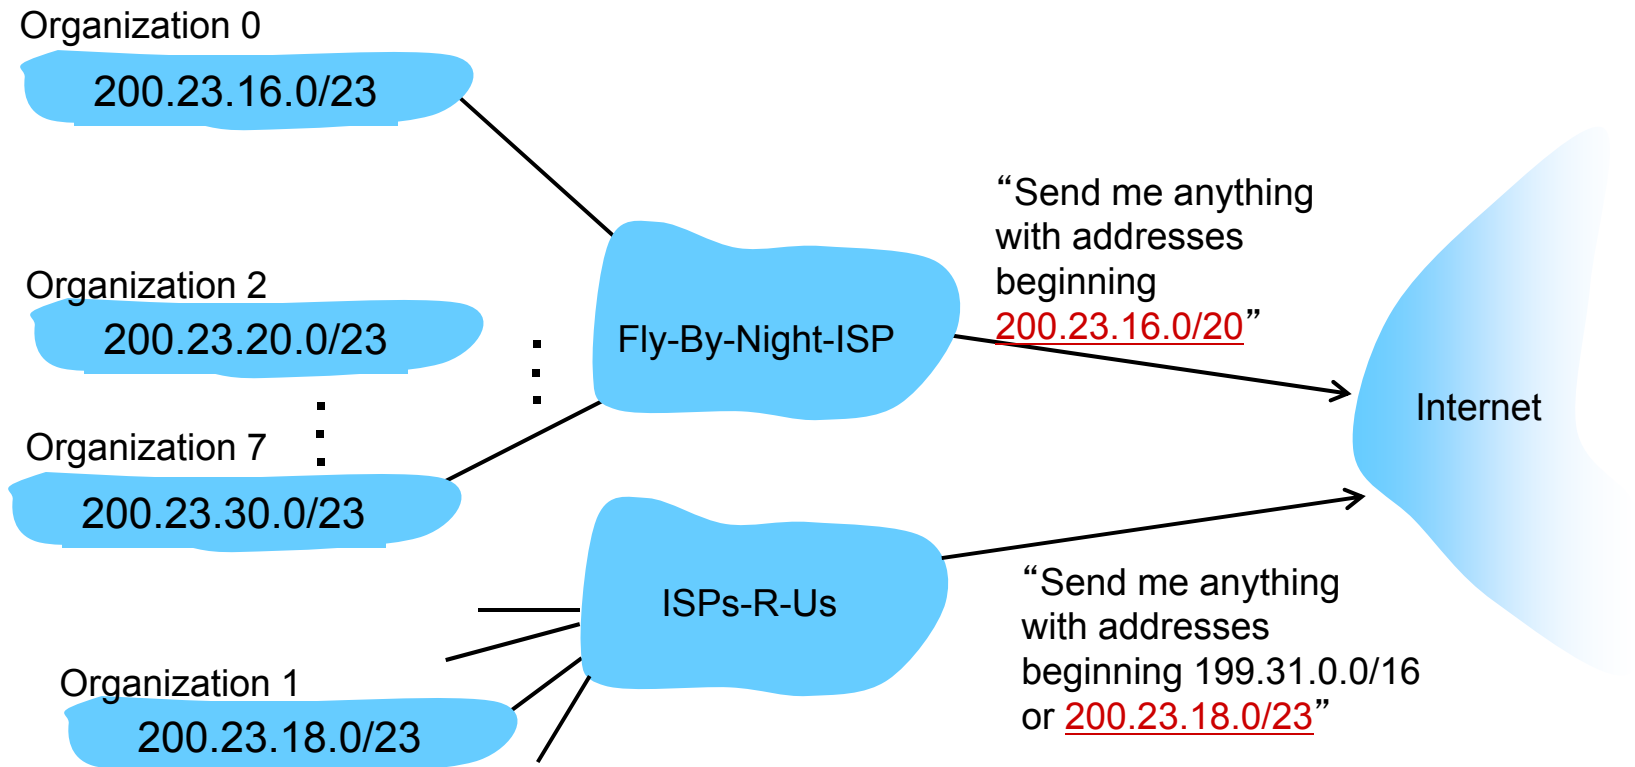 Organization 0
200.23.16.0/23
Organization 2
200.23.20.0/23
Organization 7
200.23.30.0/23
Fly-By-Night-ISP
“Send me anything
with addresses
beginning
200.23.16.0/20”
Internet
ISPs-R-Us
Organization 1
200.23.18.0/23
“Send me anything
with addresses
beginning 199.31.0.0/16
or 200.23.18.0/23”